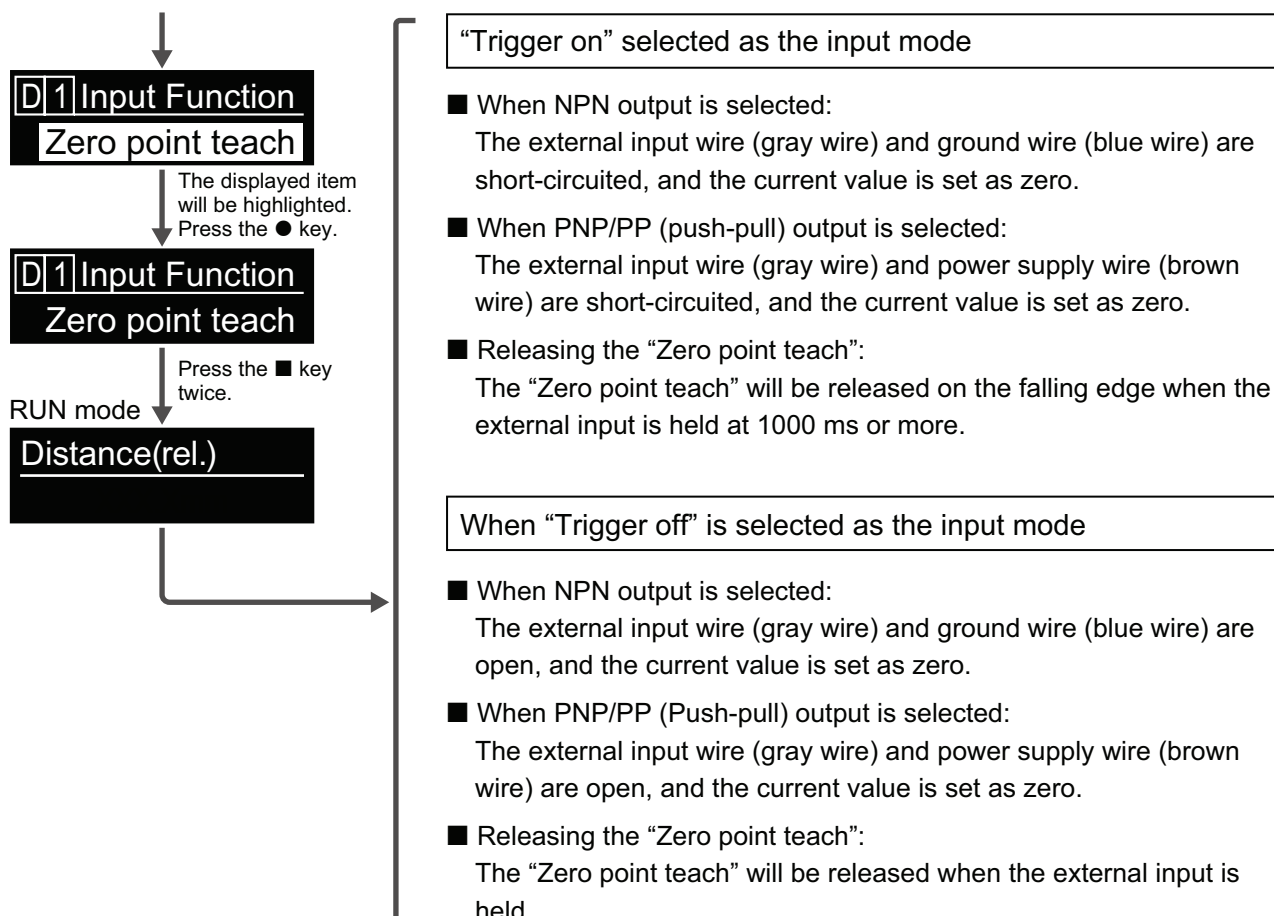 D 1 Input Function
Zero point teach
The displayed item
will be highlighted.
Press the ● key.
D 1 Input Function
Zero point teach
Press the ■ key
twice.
RUN mode
Distance(rel.)
“Trigger on” selected as the input mode
■ When NPN output is selected:
The external input wire (gray wire) and ground wire (blue wire) are
short-circuited, and the current value is set as zero.
■ When PNP/PP (push-pull) output is selected:
The external input wire (gray wire) and power supply wire (brown
wire) are short-circuited, and the current value is set as zero.
■ Releasing the “Zero point teach”:
The “Zero point teach” will be released on the falling edge when the
external input is held at 1000 ms or more.
When “Trigger off” is selected as the input mode
■ When NPN output is selected:
The external input wire (gray wire) and ground wire (blue wire) are
open, and the current value is set as zero.
■ When PNP/PP (Push-pull) output is selected:
The external input wire (gray wire) and power supply wire (brown
wire) are open, and the current value is set as zero.
■ Releasing the “Zero point teach”:
The “Zero point teach” will be released when the external input is
held